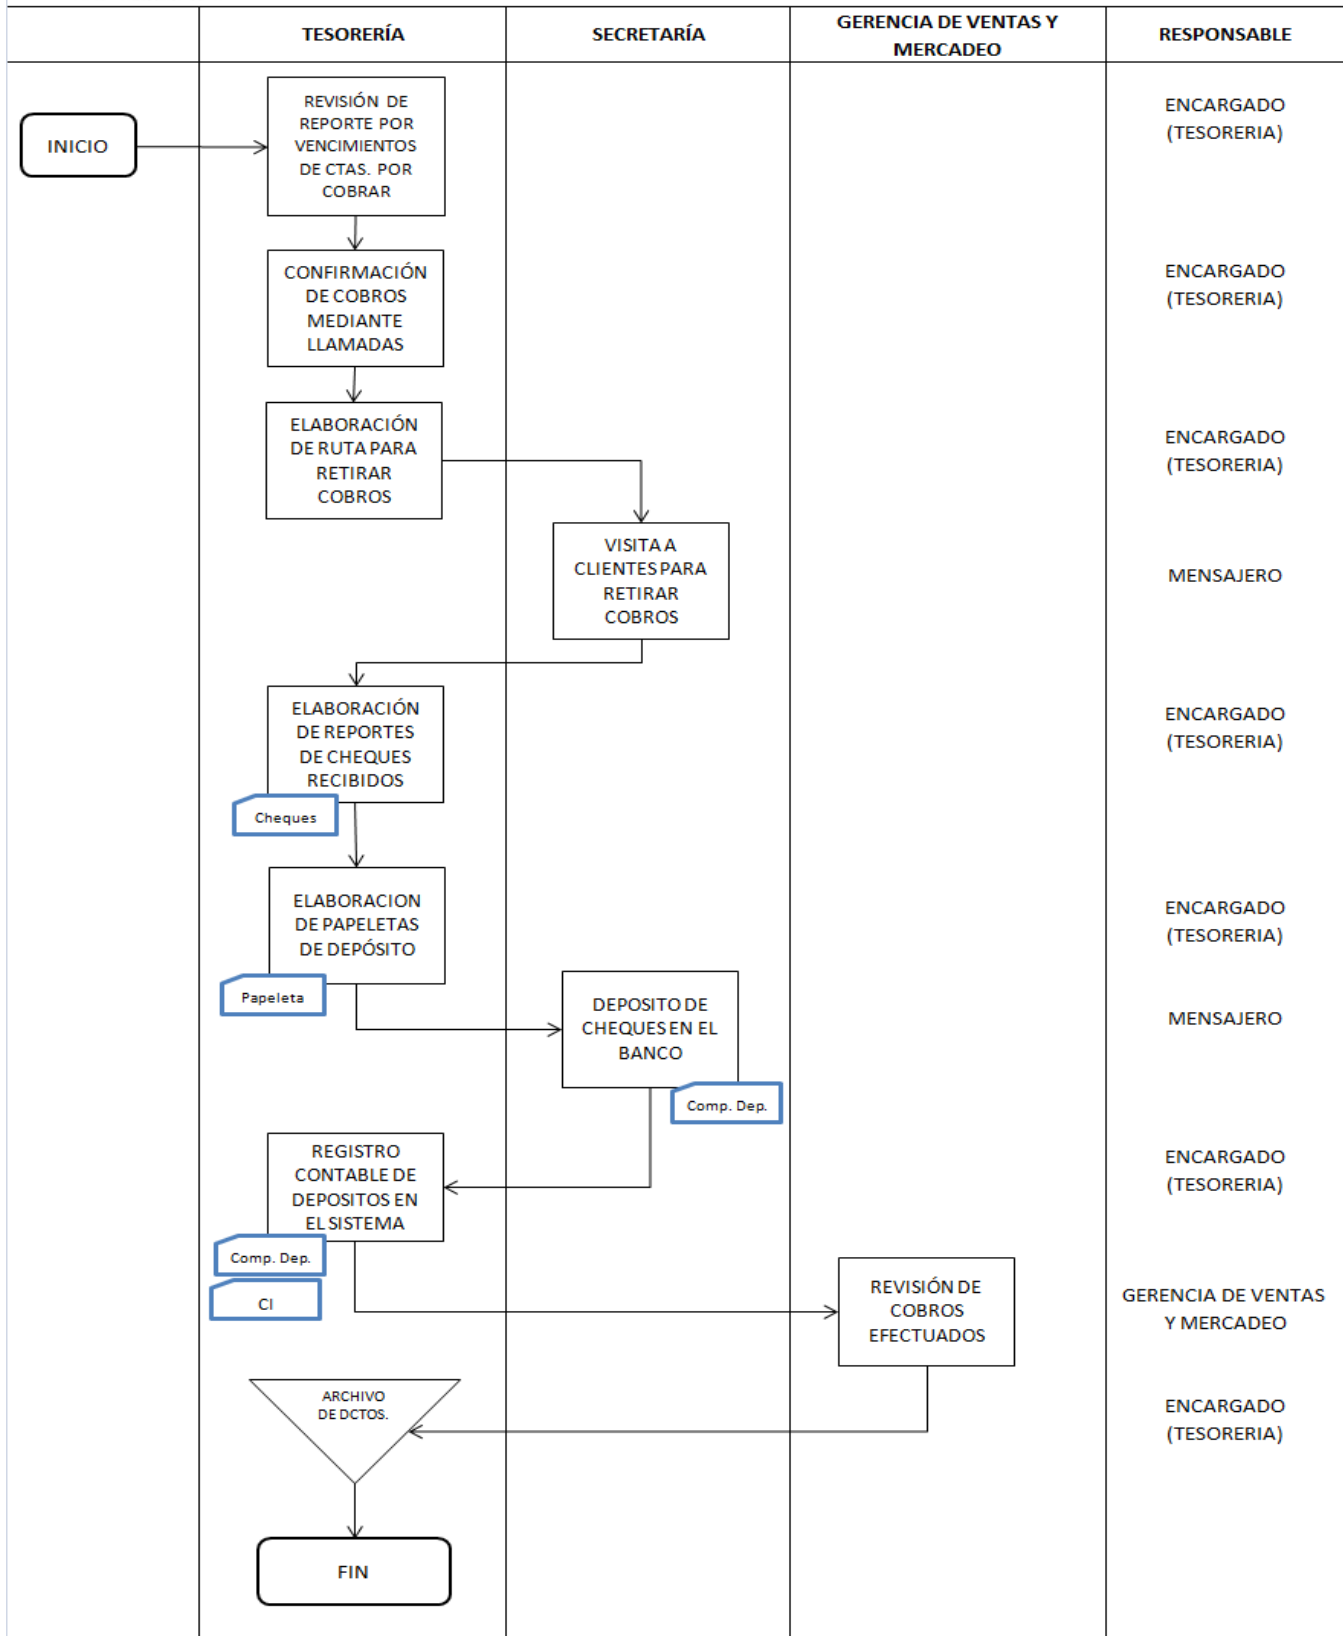 TESORERÍA
SECRETARÍA
GERENCIA DE VENTAS Y
MERCADEO
RESPONSABLE
INICIO
REVISIÓN DE
REPORTE POR
VENCIMIENTOS
DE CTAS. POR
COBRAR
ENCARGADO
(TESORERIA)
CONFIRMACIÓN
DE COBROS
MEDIANTE
LLAMADAS
ENCARGADO
(TESORERIA)
ELABORACIÓN
DE RUTA PARA
RETIRAR
COBROS
ENCARGADO
(TESORERIA)
VISITA A
CLIENTES PARA
RETIRAR
COBROS
MENSAJERO
ELABORACIÓN
DE REPORTES
DE CHEQUES
RECIBIDOS
Cheques
ENCARGADO
(TESORERIA)
ELABORACION
DE PAPELETAS
DE DEPÓSITO
Papeleta
ENCARGADO
(TESORERIA)
DEPOSITO DE
CHEQUES EN EL
BANCO
Comp. Dep.
MENSAJERO
REGISTRO
CONTABLE DE
DEPOSITOS EN
EL SISTEMA
Comp. Dep.
CI
ENCARGADO
(TESORERIA)
REVISIÓN DE
COBROS
EFECTUADOS
GERENCIA DE VENTAS
Y MERCADEO
ARCHIVO
DE DCTOS.
ENCARGADO
(TESORERIA)
FIN